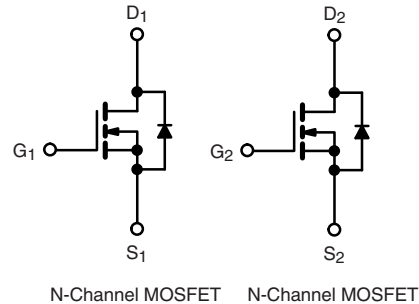 D1 D2
G1 G2
S1 S2
N-Channel MOSFET N-Channel MOSFET